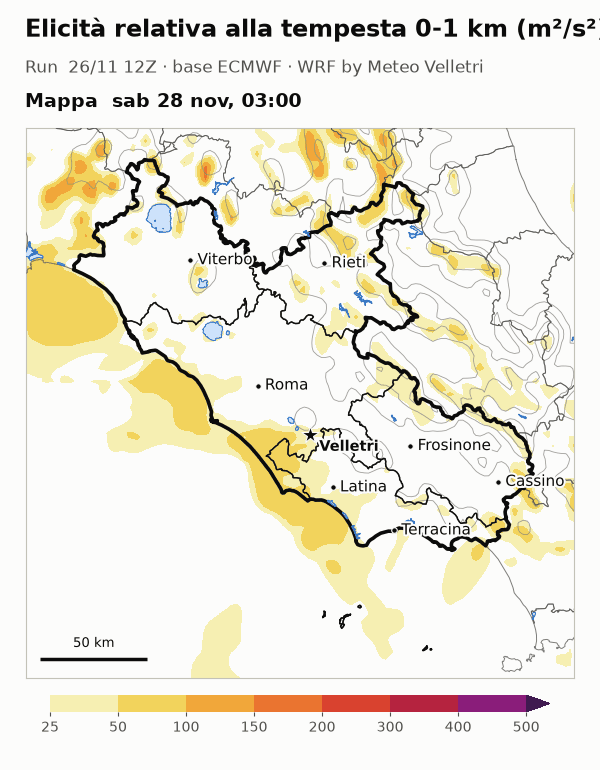 Elicità relativa alla tempesta 0-1 km (m²/s²)
Run 26/11 12Z · base ECMWF · WRF by Meteo Velletri
Mappa sab 28 nov, 03:00
Viterbo
Rieti
Roma
Velletri
Frosinone
Cassino
Latina
Terracina
50 km
25 50 100 150 200 300 400 500